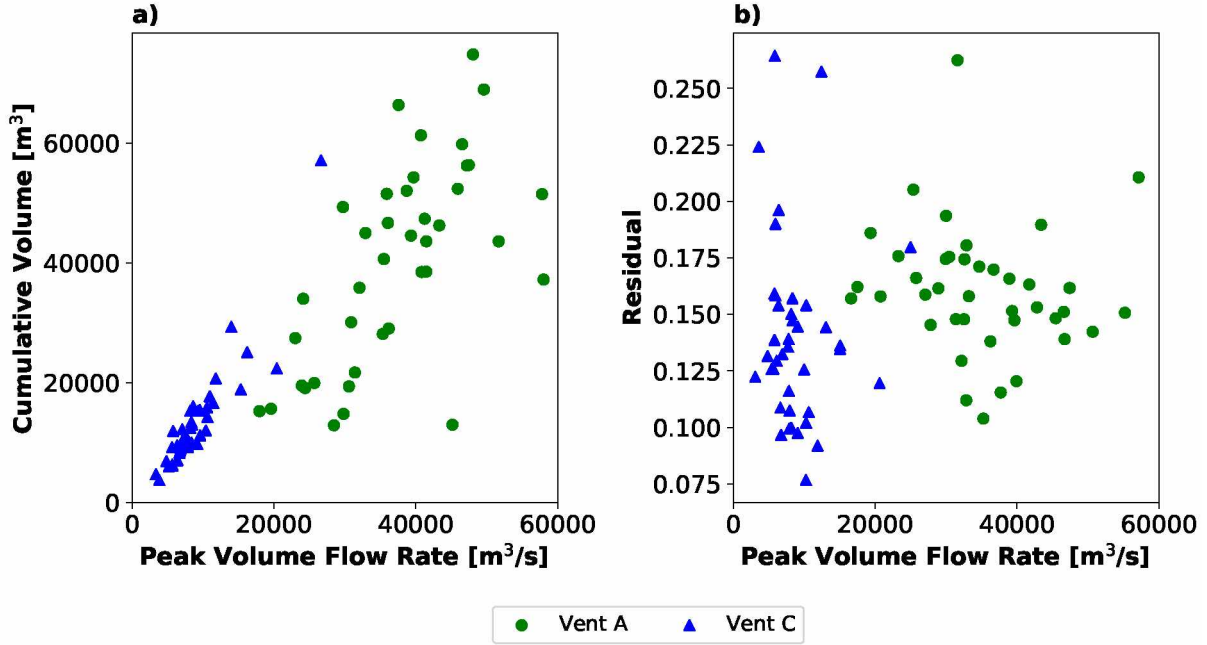 a)
Cumulative Volume [m³]
60000
40000
20000
0
0 20000 40000 60000
Peak Volume Flow Rate [m³/s]
b)
Residual
0.250
0.225
0.200
0.175
0.150
0.125
0.100
0.075
0 20000 40000 60000
Peak Volume Flow Rate [m³/s]
Vent A Vent C